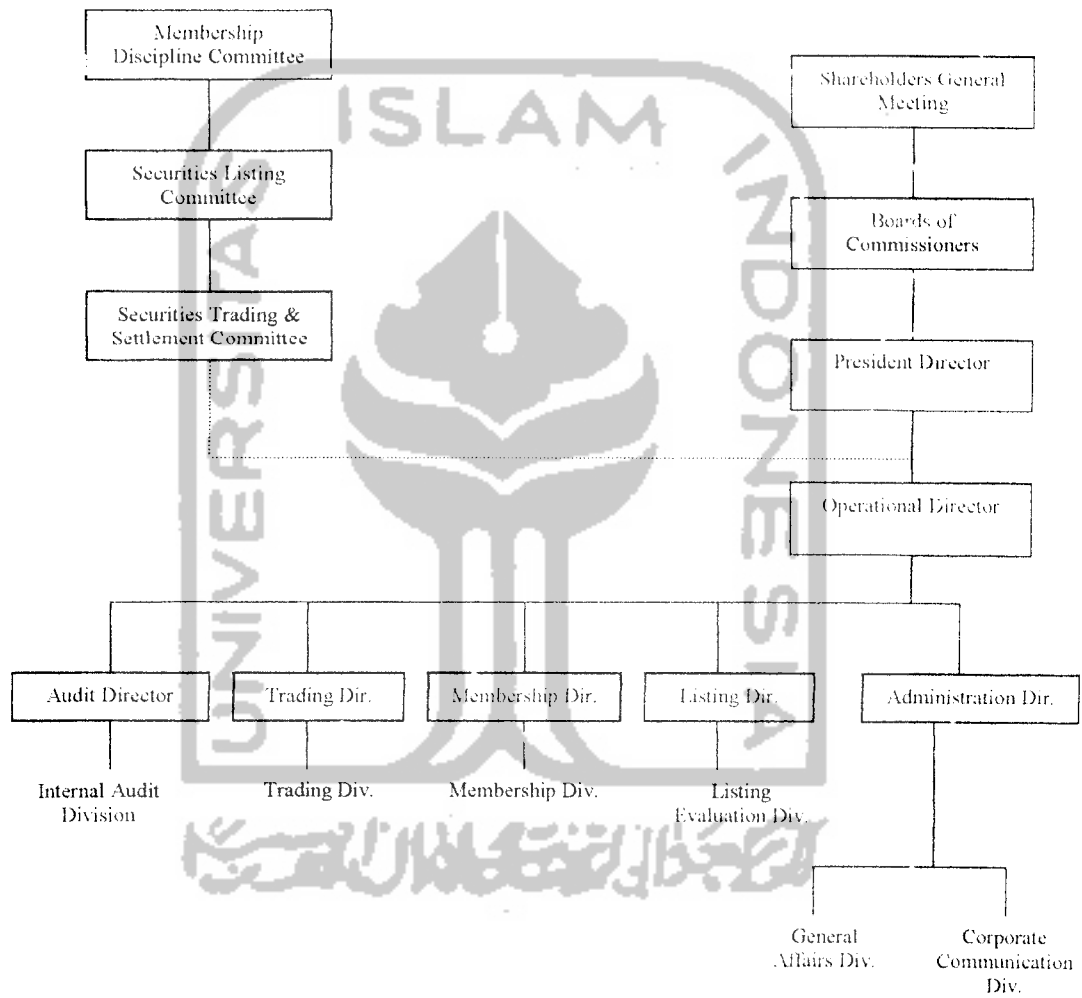 Membership
Discipline Committee
Shareholders General
Meeting
Securities Listing
Committee
Boards of
Commissioners
Securities Trading &
Settlement Committee
President Director
Operational Director
Audit Director
Trading Dir.
Membership Dir.
Listing Dir.
Administration Dir.
Internal Audit
Division
Trading Div.
Membership Div.
Listing
Evaluation Div.
General
Affairs Div.
Corporate
Communication
Div.
UNIVERSITAS
ISLAM
INDONESIA